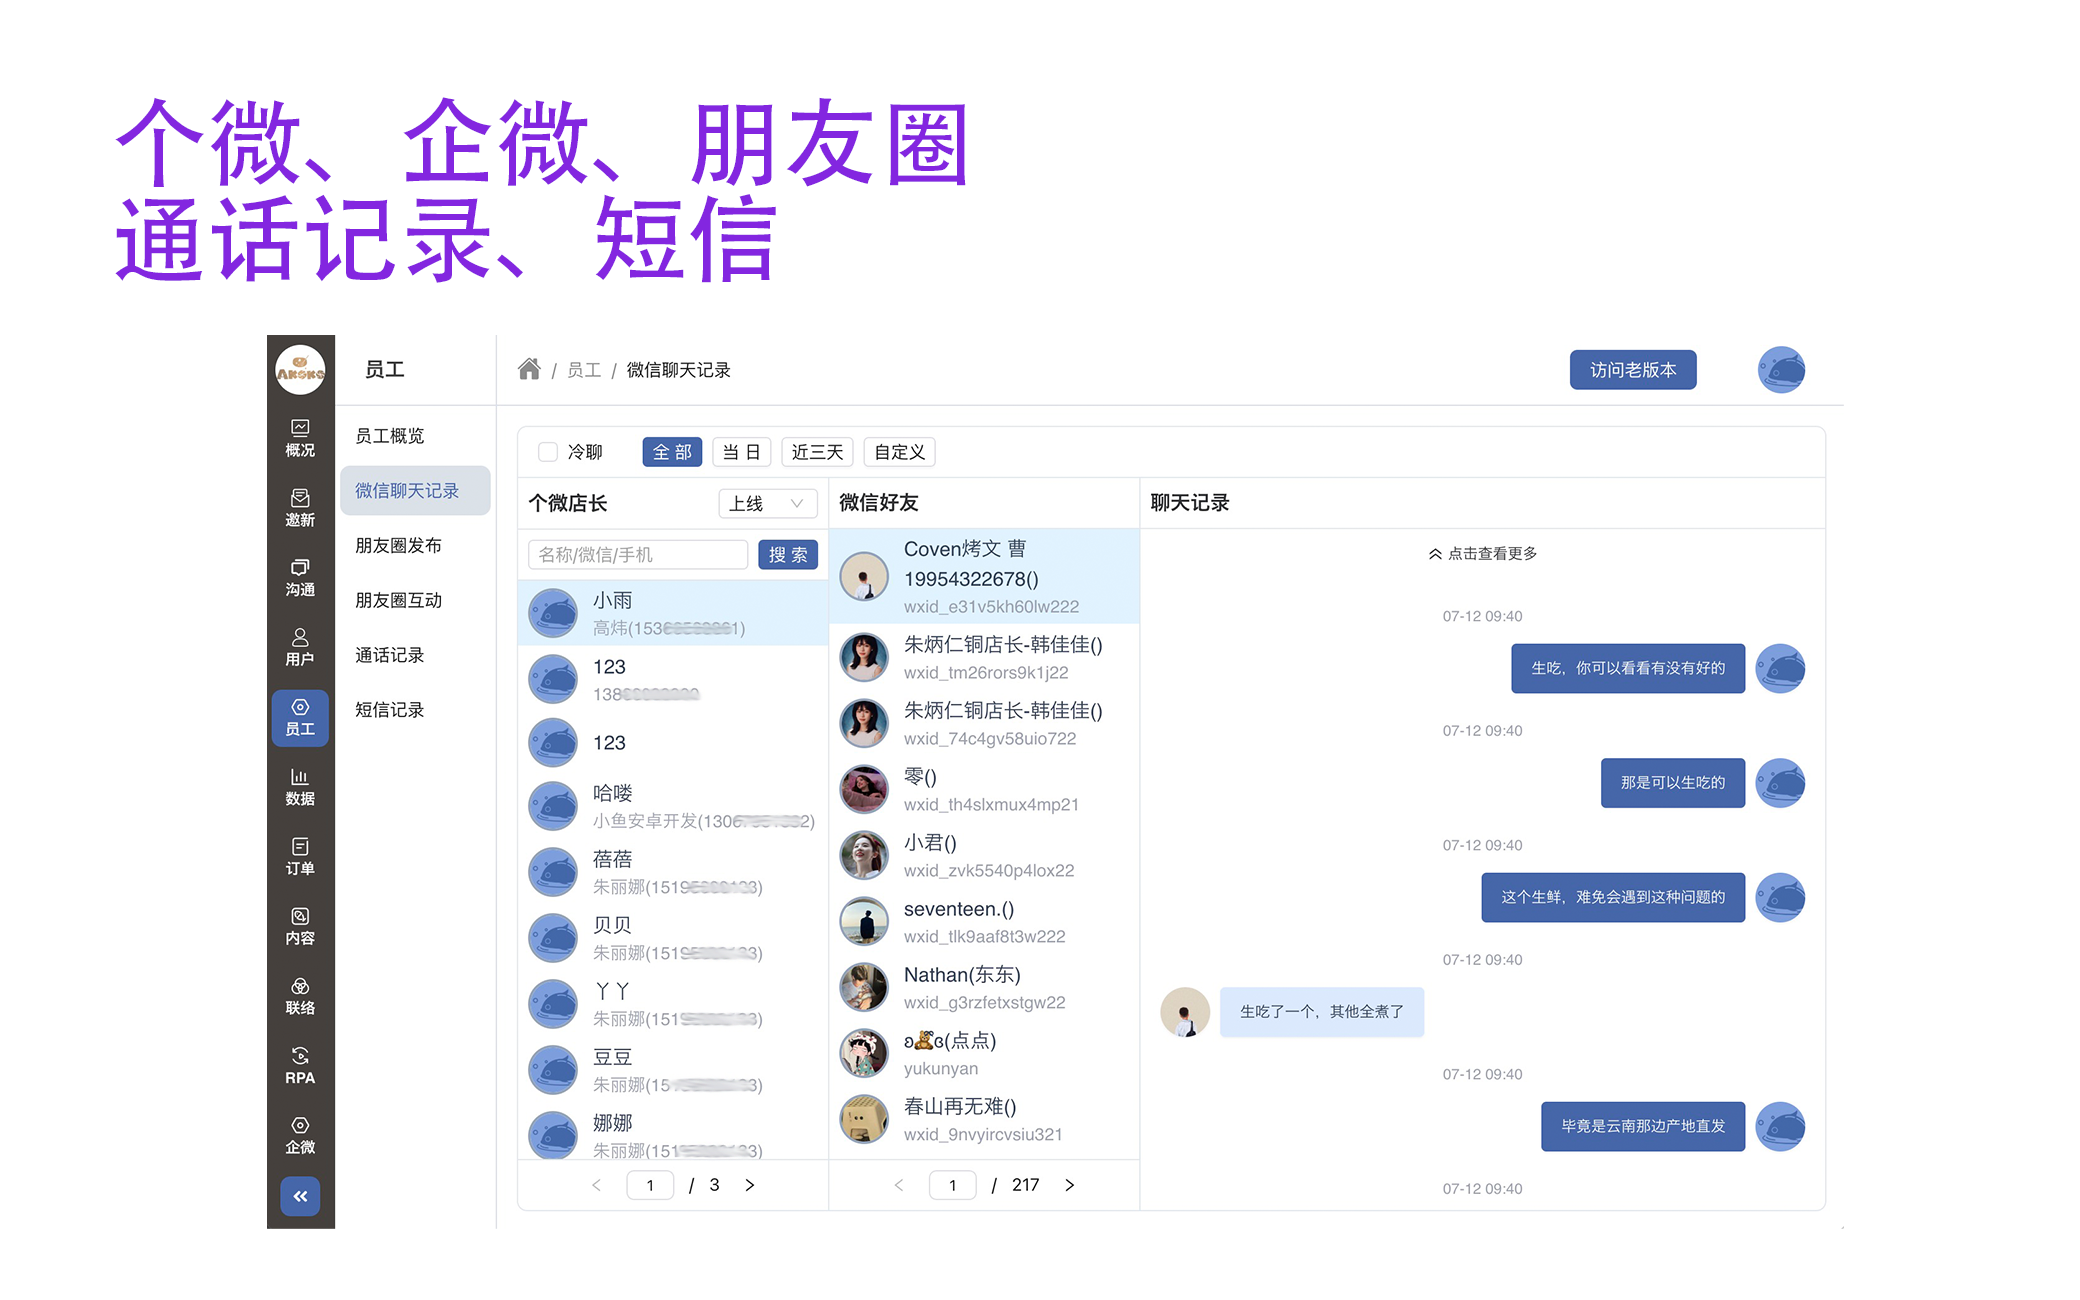 个微、企微、朋友圈
通话记录、短信
AKOKO
员工
员工 / 微信聊天记录
访问老版本
概况
邀新
沟通
用户
员工
数据
订单
内容
联络
RPA
企微
员工概览
微信聊天记录
朋友圈发布
朋友圈互动
通话记录
短信记录
冷聊
全部
当日
近三天
自定义
个微店长
上线
名称/微信/手机
搜索
小雨
高炜(153 1)
123
138
123
哈喽
小鱼安卓开发(1306 2)
蓓蓓
朱丽娜(1519 3)
贝贝
朱丽娜(1519 3)
丫丫
朱丽娜(151 3)
豆豆
朱丽娜(15 3)
娜娜
朱丽娜(151 3)
1 / 3
微信好友
Coven烤文 曹
19954322678()
wxid_e31v5kh60lw222
朱炳仁铜店长-韩佳佳()
wxid_tm26rors9k1j22
朱炳仁铜店长-韩佳佳()
wxid_74c4gv58uio722
零()
wxid_th4slxmux4mp21
小君()
wxid_zvk5540p4lox22
seventeen.()
wxid_tlk9aaf8t3w222
Nathan(东东)
wxid_g3rzfetxstgw22
ʚ🧸ɞ(点点)
yukunyan
春山再无难()
wxid_9nvyircvsiu321
1 / 217
聊天记录
点击查看更多
07-12 09:40
生吃，你可以看看有没有好的
07-12 09:40
那是可以生吃的
07-12 09:40
这个生鲜，难免会遇到这种问题的
07-12 09:40
生吃了一个，其他全煮了
07-12 09:40
毕竟是云南那边产地直发
07-12 09:40